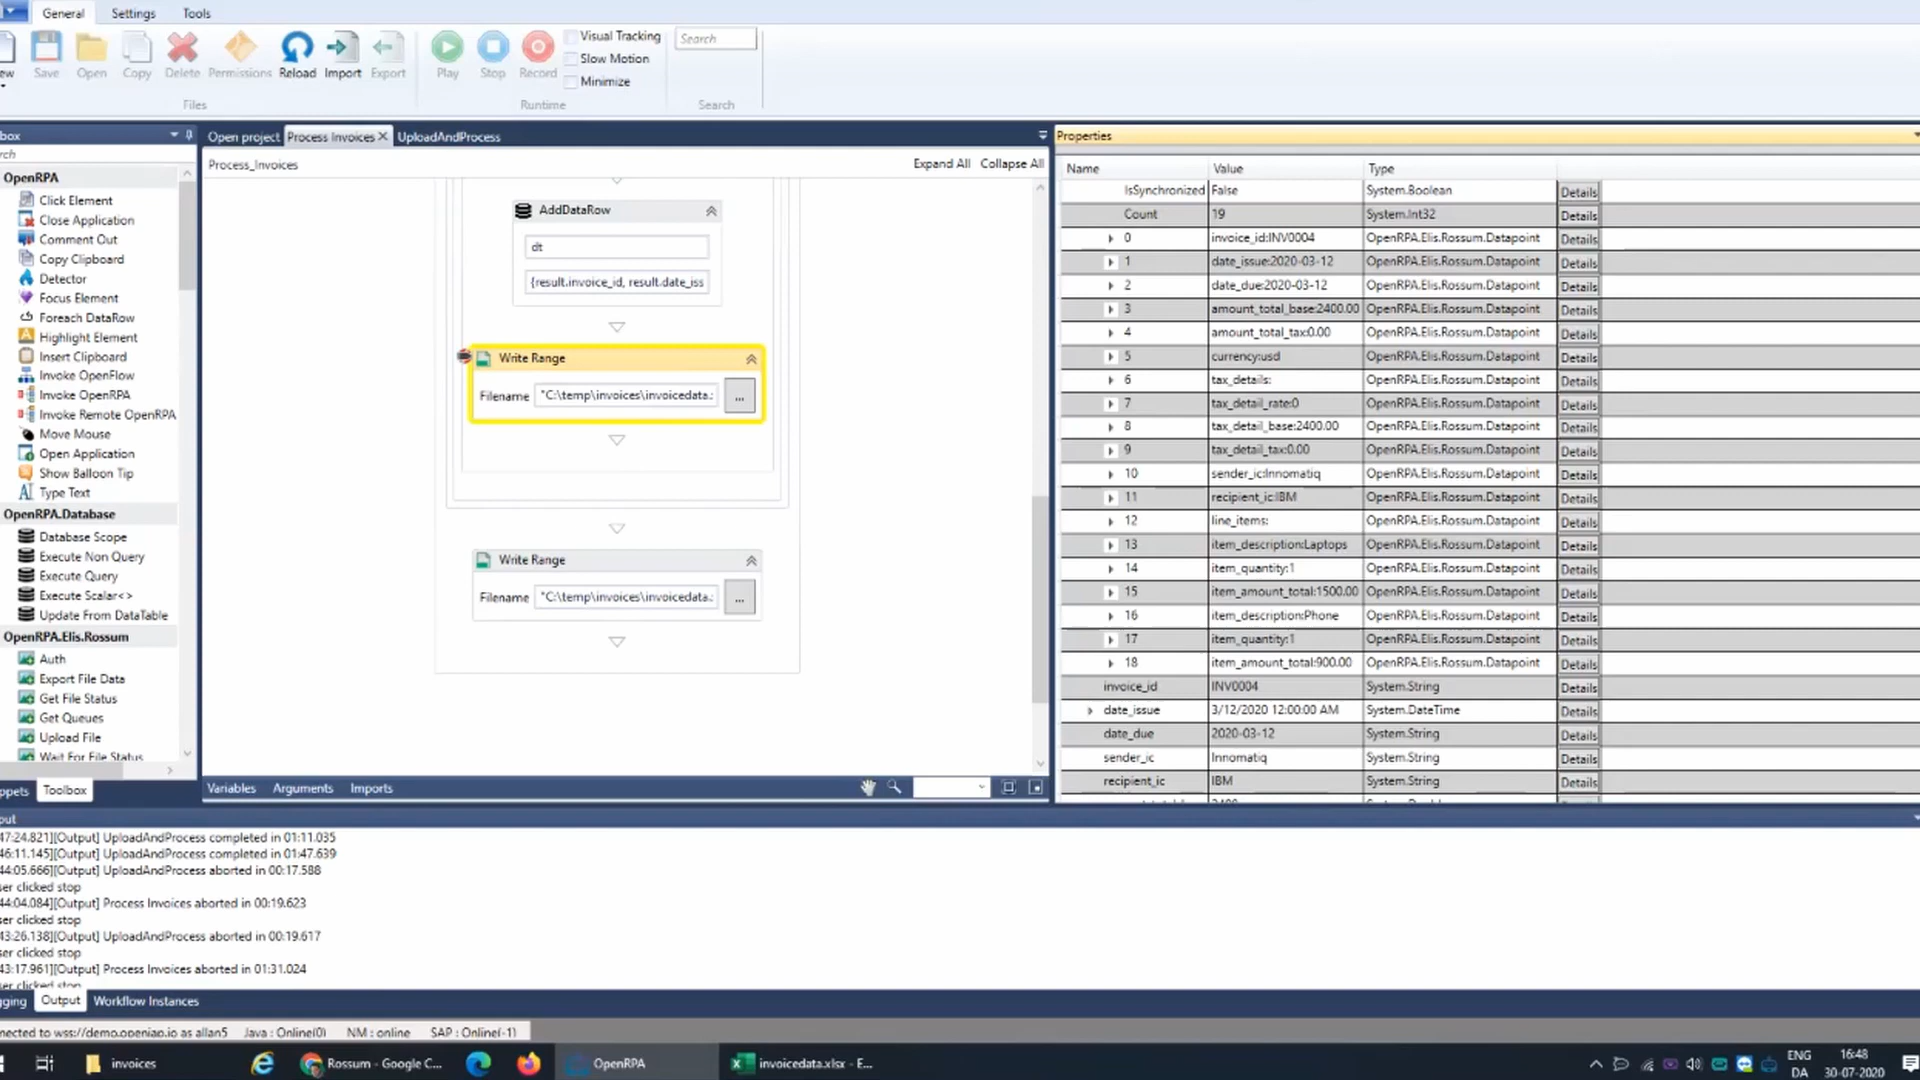 General Settings Tools
Save Open Copy Delete Permissions Reload Import Export
Play Stop Record
Visual Tracking
Slow Motion
Minimize
Search
Files Runtime Search
Open project Process Invoices UploadAndProcess
Process_Invoices Expand All Collapse All
OpenRPA
Click Element
Close Application
Comment Out
Copy Clipboard
Detector
Focus Element
Foreach DataRow
Highlight Element
Insert Clipboard
Invoke OpenFlow
Invoke OpenRPA
Invoke Remote OpenRPA
Move Mouse
Open Application
Show Balloon Tip
Type Text
OpenRPA.Database
Database Scope
Execute Non Query
Execute Query
Execute Scalar<>
Update From DataTable
OpenRPA.Elis.Rossum
Auth
Export File Data
Get File Status
Get Queues
Upload File
Wait For File Status
Toolbox
AddDataRow
dt
{result.invoice_id, result.date_iss
Write Range
Filename "C:\temp\invoices\invoicedata.: ...
Write Range
Filename "C:\temp\invoices\invoicedata.: ...
Variables Arguments Imports
Properties
Name Value Type
IsSynchronized False System.Boolean Details
Count 19 System.Int32 Details
0 invoice_id:INV0004 OpenRPA.Elis.Rossum.Datapoint Details
1 date_issue:2020-03-12 OpenRPA.Elis.Rossum.Datapoint Details
2 date_due:2020-03-12 OpenRPA.Elis.Rossum.Datapoint Details
3 amount_total_base:2400.00 OpenRPA.Elis.Rossum.Datapoint Details
4 amount_total_tax:0.00 OpenRPA.Elis.Rossum.Datapoint Details
5 currency:usd OpenRPA.Elis.Rossum.Datapoint Details
6 tax_details: OpenRPA.Elis.Rossum.Datapoint Details
7 tax_detail_rate:0 OpenRPA.Elis.Rossum.Datapoint Details
8 tax_detail_base:2400.00 OpenRPA.Elis.Rossum.Datapoint Details
9 tax_detail_tax:0.00 OpenRPA.Elis.Rossum.Datapoint Details
10 sender_ic:Innomatiq OpenRPA.Elis.Rossum.Datapoint Details
11 recipient_ic:IBM OpenRPA.Elis.Rossum.Datapoint Details
12 line_items: OpenRPA.Elis.Rossum.Datapoint Details
13 item_description:Laptops OpenRPA.Elis.Rossum.Datapoint Details
14 item_quantity:1 OpenRPA.Elis.Rossum.Datapoint Details
15 item_amount_total:1500.00 OpenRPA.Elis.Rossum.Datapoint Details
16 item_description:Phone OpenRPA.Elis.Rossum.Datapoint Details
17 item_quantity:1 OpenRPA.Elis.Rossum.Datapoint Details
18 item_amount_total:900.00 OpenRPA.Elis.Rossum.Datapoint Details
invoice_id INV0004 System.String Details
date_issue 3/12/2020 12:00:00 AM System.DateTime Details
date_due 2020-03-12 System.String Details
sender_ic Innomatiq System.String Details
recipient_ic IBM System.String Details
47:24.821][Output] UploadAndProcess completed in 01:11.035
46:11.145][Output] UploadAndProcess completed in 01:47.639
44:05.666][Output] UploadAndProcess aborted in 00:17.588
ser clicked stop
44:04.084][Output] Process Invoices aborted in 00:19.623
ser clicked stop
43:26.138][Output] UploadAndProcess aborted in 00:19.617
ser clicked stop
43:17.961][Output] Process Invoices aborted in 01:31.024
ser clicked stop
gging Output Workflow Instances
nected to wss://demo.openiap.io as allan5 Java : Online(0) NM : online SAP : Online(-1)
invoices Rossum - Google C... OpenRPA invoicedata.xlsx - E...
ENG
DA
16:48
30-07-2020